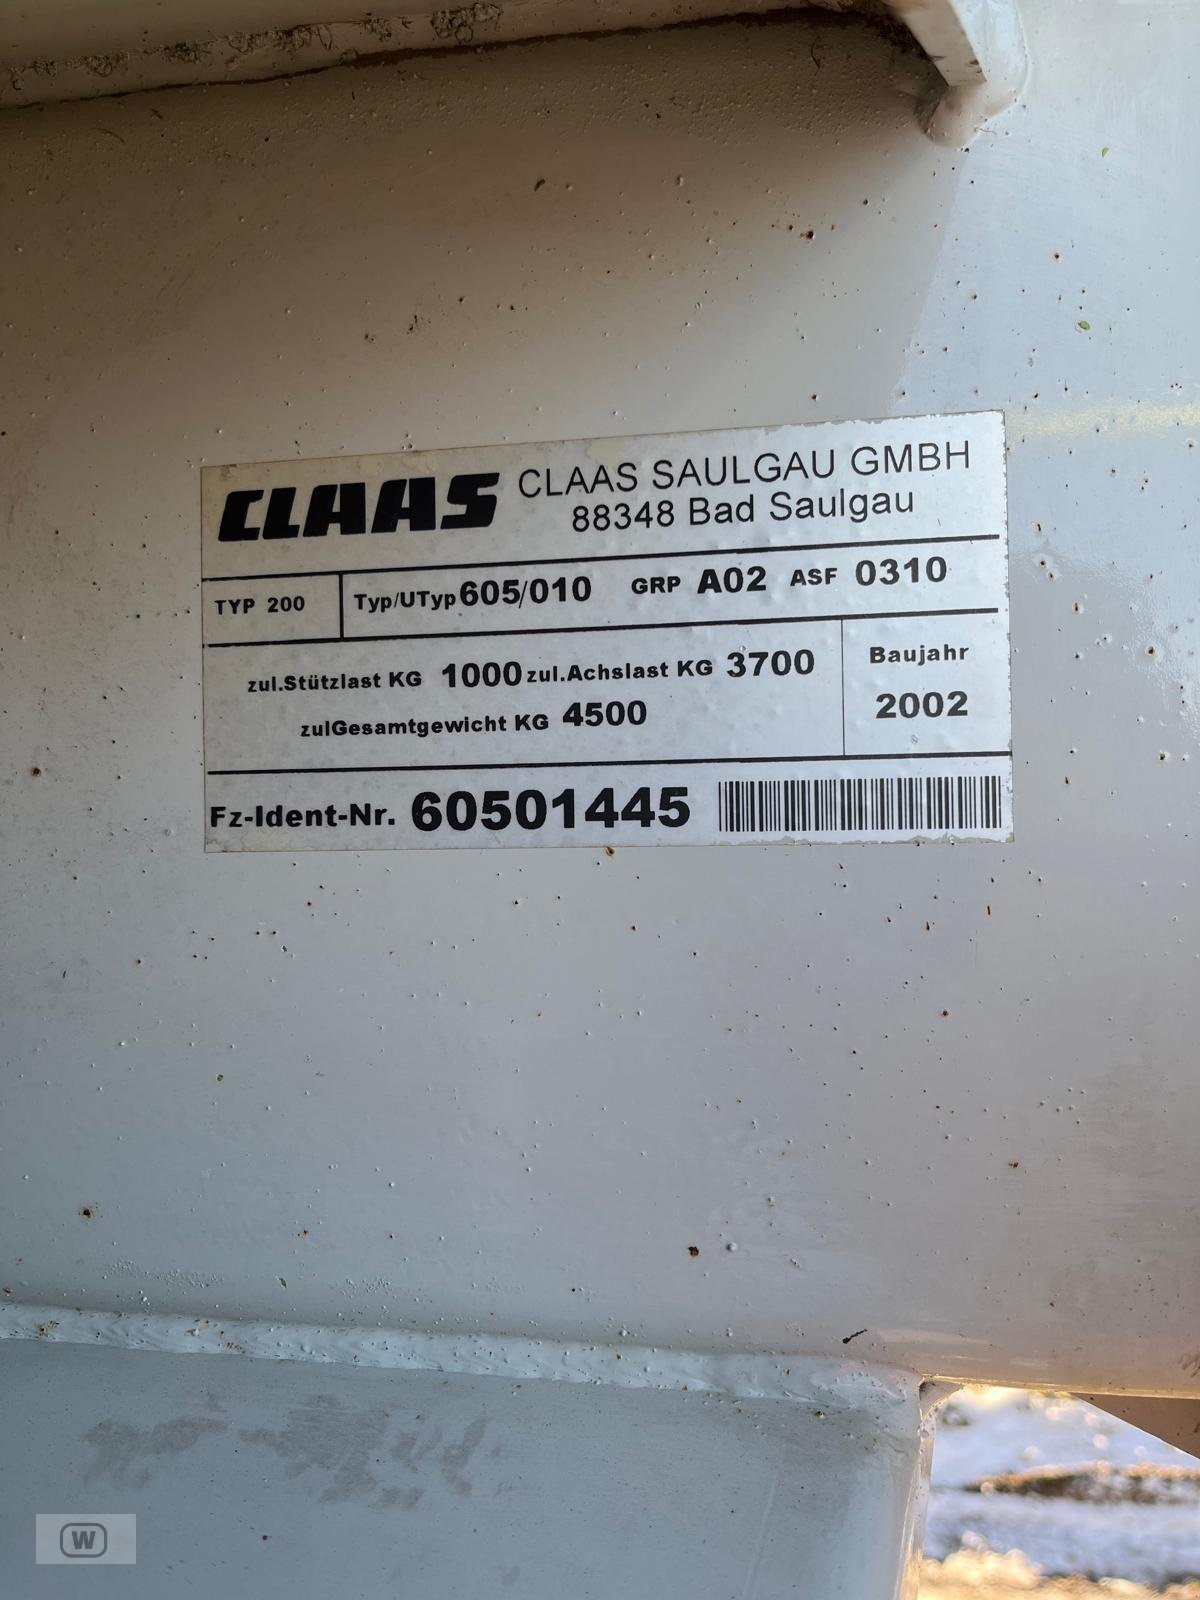 CLAAS CLAAS SAULGAU GMBH
88348 Bad Saulgau
TYP 200 Typ/UTyp 605/010 GRP A02 ASF 0310
zul.Stützlast KG 1000 zul.Achslast KG 3700
zulGesamtgewicht KG 4500
Baujahr
2002
Fz-Ident-Nr. 60501445
W